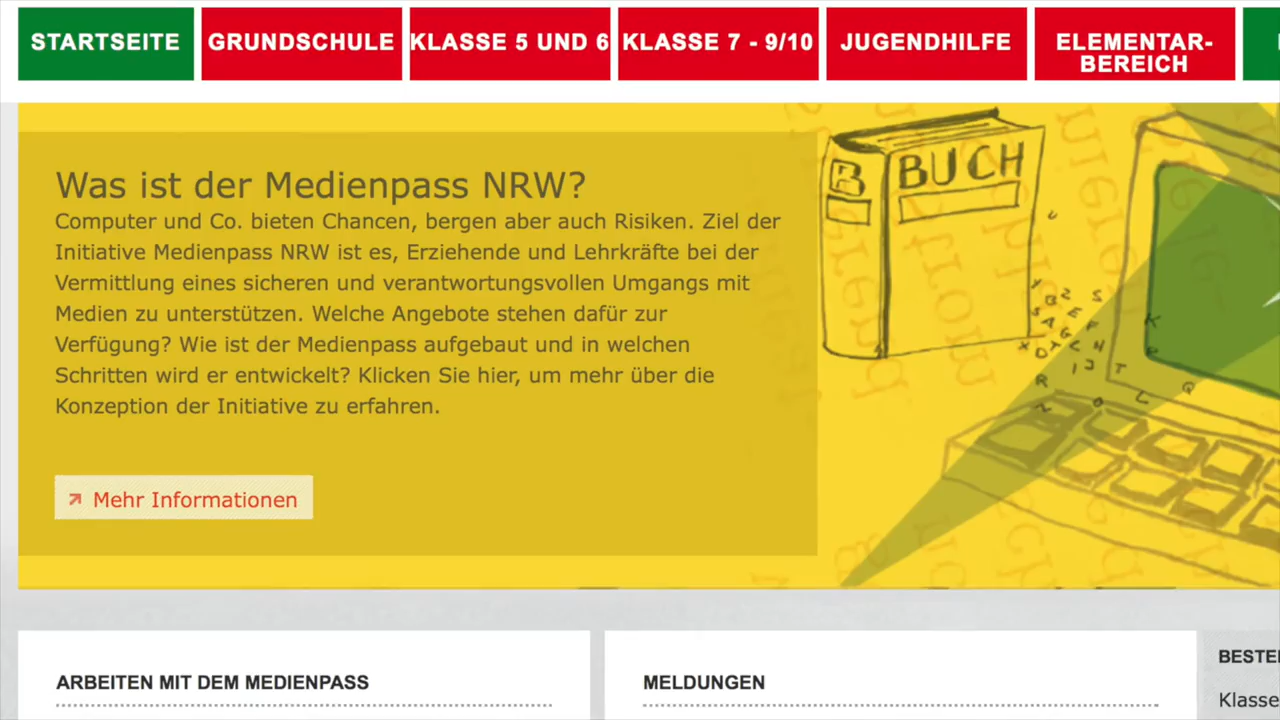 STARTSEITE
GRUNDSCHULE
KLASSE 5 UND 6
KLASSE 7 - 9/10
JUGENDHILFE
ELEMENTAR-
BEREICH
Was ist der Medienpass NRW?
Computer und Co. bieten Chancen, bergen aber auch Risiken. Ziel der
Initiative Medienpass NRW ist es, Erziehende und Lehrkräfte bei der
Vermittlung eines sicheren und verantwortungsvollen Umgangs mit
Medien zu unterstützen. Welche Angebote stehen dafür zur
Verfügung? Wie ist der Medienpass aufgebaut und in welchen
Schritten wird er entwickelt? Klicken Sie hier, um mehr über die
Konzeption der Initiative zu erfahren.
Mehr Informationen
B
BUCH
ARBEITEN MIT DEM MEDIENPASS
MELDUNGEN
Klasse